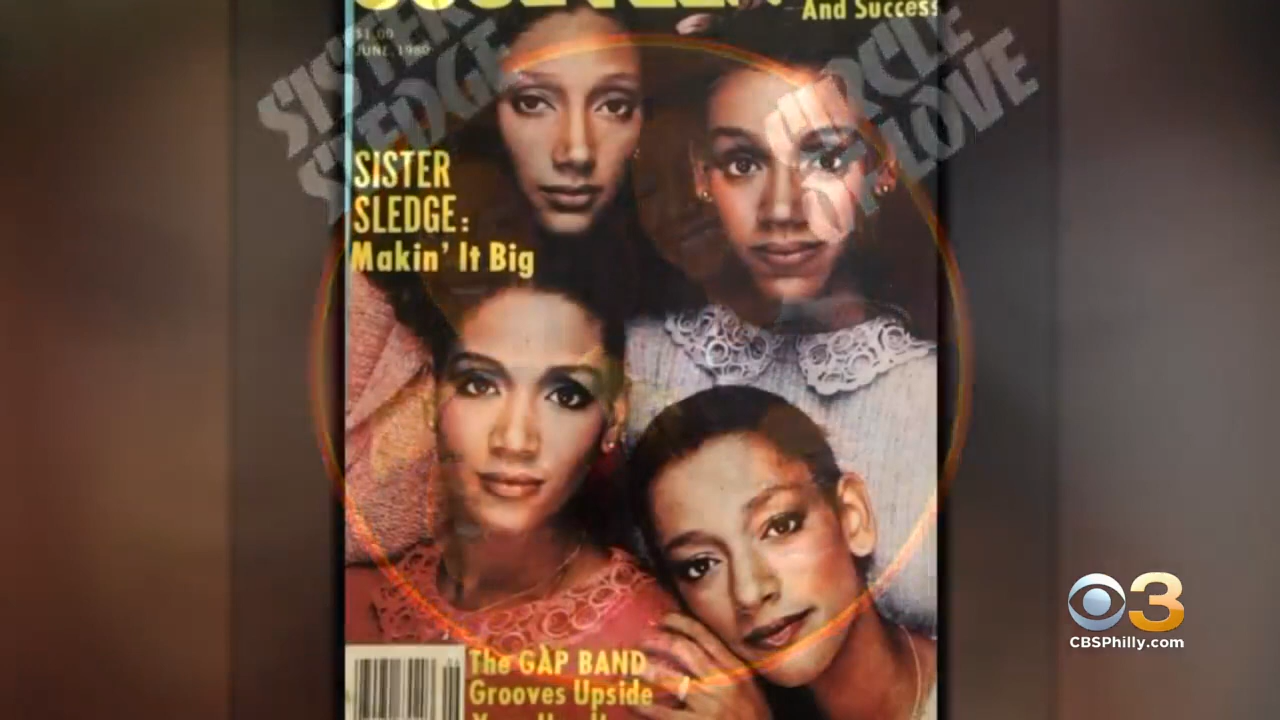 And Success
$1.00
JUNE, 1980
SISTER
SLEDGE
CIRCLE
OF LOVE
SISTER
SLEDGE:
Makin' It Big
The GAP BAND
Grooves Upside
3
CBSPhilly.com